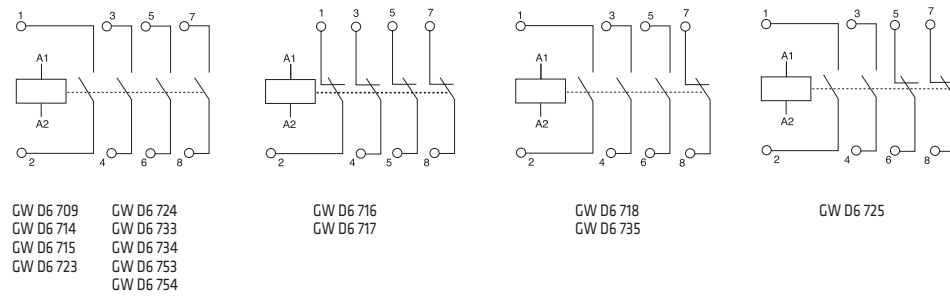 1 3 5 7
A1
A2
2 4 6 8
1 3 5 7
A1
A2
2 4 5 8
1 3 5 7
A1
A2
2 4 6 8
1 3 5 7
A1
A2
2 4 6 8
GW D6 709
GW D6 714
GW D6 715
GW D6 723
GW D6 724
GW D6 733
GW D6 734
GW D6 753
GW D6 754
GW D6 716
GW D6 717
GW D6 718
GW D6 735
GW D6 725